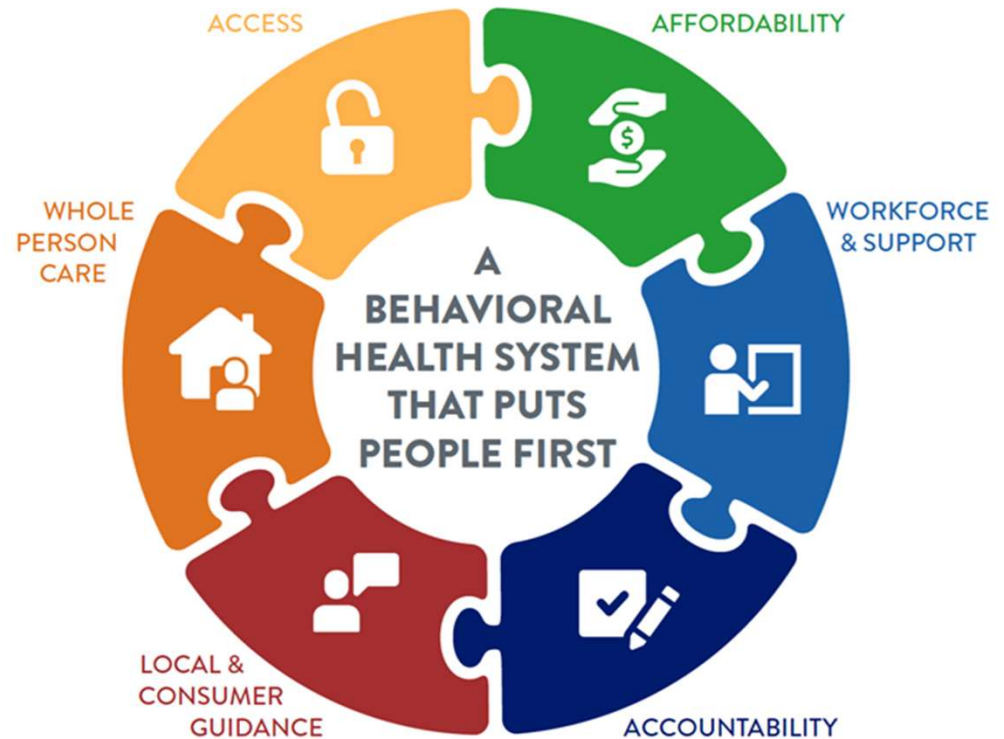 ACCESS
AFFORDABILITY
WHOLE
PERSON
CARE
WORKFORCE
& SUPPORT
A
BEHAVIORAL
HEALTH SYSTEM
THAT PUTS
PEOPLE FIRST
$
LOCAL &
CONSUMER
GUIDANCE
ACCOUNTABILITY